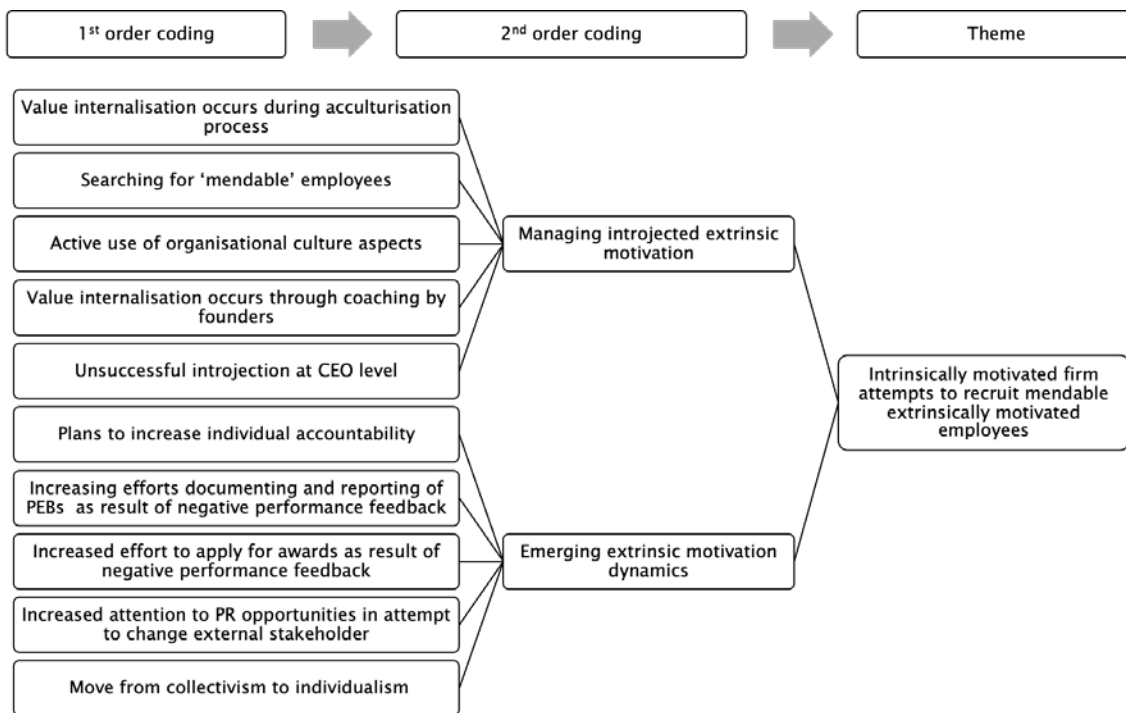 1st order coding
2nd order coding
Theme
Value internalisation occurs during acculturisation
process
Searching for ‘mendable’ employees
Active use of organisational culture aspects
Value internalisation occurs through coaching by
founders
Unsuccessful introjection at CEO level
Plans to increase individual accountability
Increasing efforts documenting and reporting of
PEBs as result of negative performance feedback
Increased effort to apply for awards as result of
negative performance feedback
Increased attention to PR opportunities in attempt
to change external stakeholder
Move from collectivism to individualism
Managing introjected extrinsic
motivation
Emerging extrinsic motivation
dynamics
Intrinsically motivated firm
attempts to recruit mendable
extrinsically motivated
employees